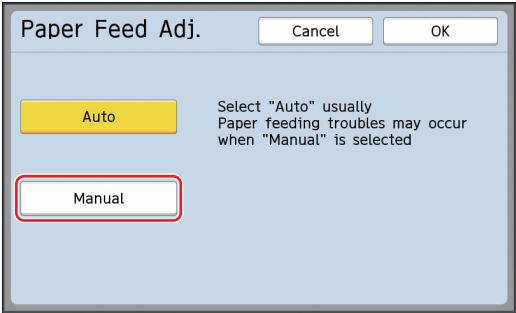 Paper Feed Adj.
Cancel
OK
Auto
Select "Auto" usually
Paper feeding troubles may occur
when "Manual" is selected
Manual